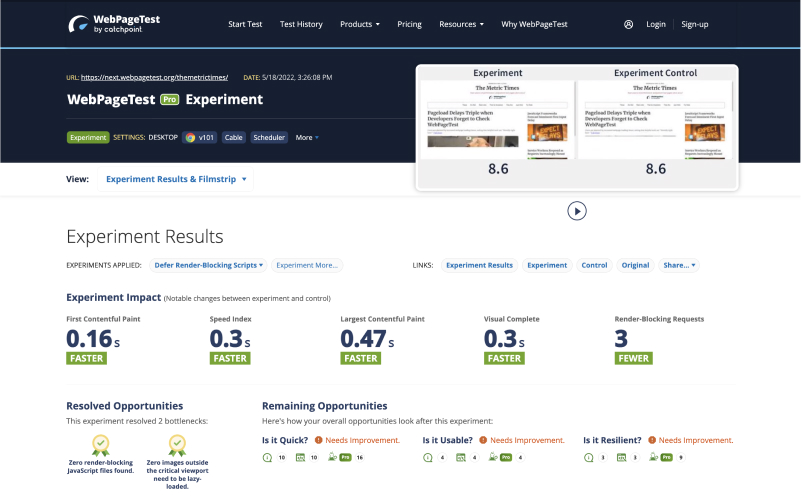 WebPageTest
by catchpoint
Start Test
Test History
Products
Pricing
Resources
Why WebPageTest
Login
Sign-up
URL: https://next.webpagetest.org/themetrictimes/
DATE: 5/18/2022, 3:26:08 PM
WebPageTest Pro Experiment
Experiment
SETTINGS: DESKTOP
v101
Cable
Scheduler
More
Experiment
The Metric Times
Pageload Delays Triple when
Developers Forget to Check
WebPageTest
EXPECT
DELAYS
8.6
Experiment Control
The Metric Times
Pageload Delays Triple when
Developers Forget to Check
WebPageTest
EXPECT
DELAYS
8.6
View:
Experiment Results & Filmstrip
Experiment Results
EXPERIMENTS APPLIED:
Defer Render-Blocking Scripts
Experiment More...
LINKS:
Experiment Results
Experiment
Control
Original
Share...
Experiment Impact (Notable changes between experiment and control)
First Contentful Paint
0.16 s
FASTER
Speed Index
0.3 s
FASTER
Largest Contentful Paint
0.47 s
FASTER
Visual Complete
0.3 s
FASTER
Render-Blocking Requests
3
FEWER
Resolved Opportunities
This experiment resolved 2 bottlenecks:
Zero render-blocking
JavaScript files found.
Zero images outside
the critical viewport
need to be lazy-
loaded.
Remaining Opportunities
Here's how your overall opportunities look after this experiment:
Is it Quick?
Needs Improvement.
10
10
Pro
16
Is it Usable?
Needs Improvement.
4
4
Pro
4
Is it Resilient?
Needs Improvement.
3
3
Pro
9